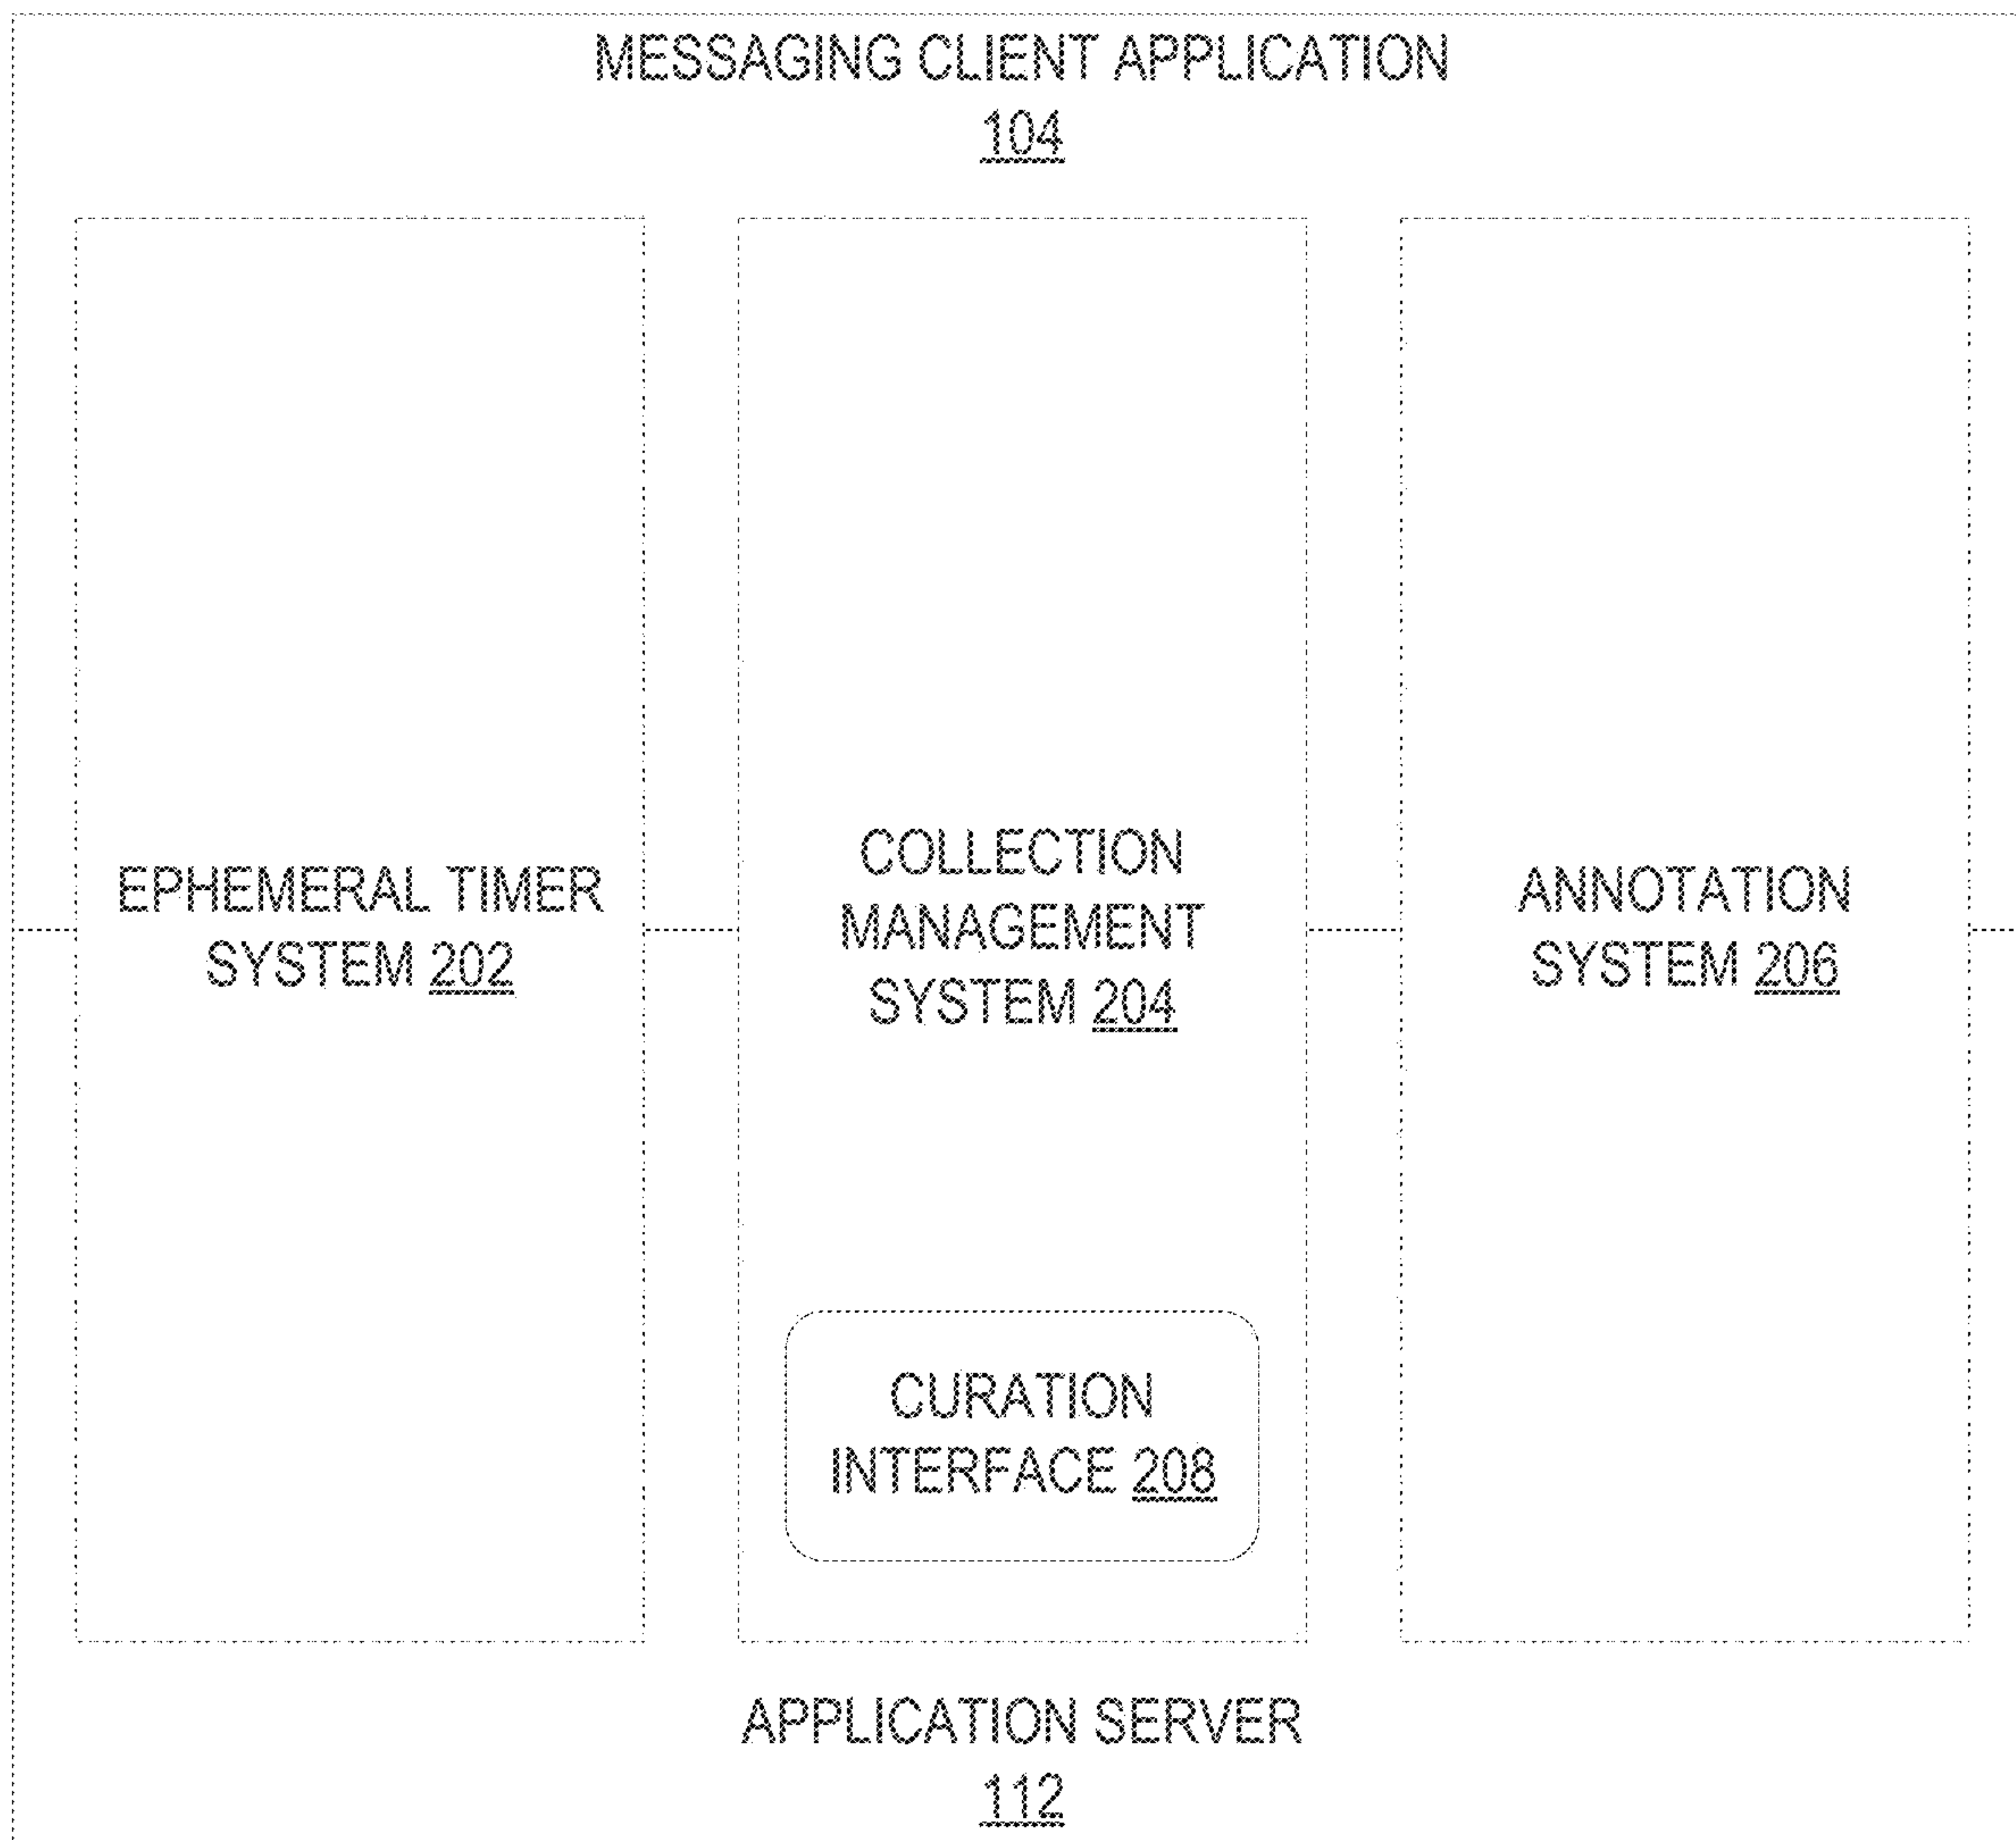 MESSAGING CLIENT APPLICATION
104
EPHEMERAL TIMER
SYSTEM 202
COLLECTION
MANAGEMENT
SYSTEM 204
ANNOTATION
SYSTEM 206
CURATION
INTERFACE 208
APPLICATION SERVER
112